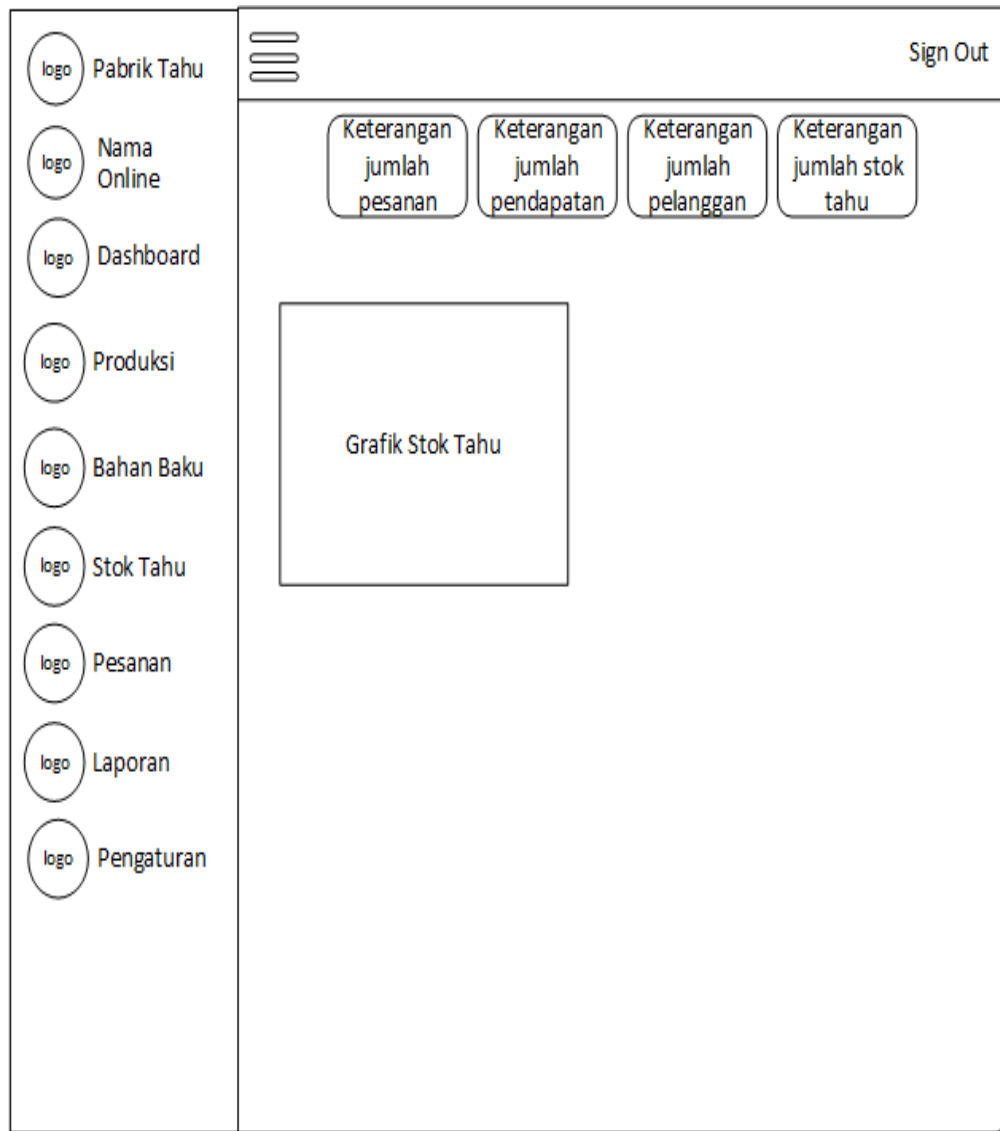 logo Pabrik Tahu
logo Nama
Online
logo Dashboard
logo Produksi
logo Bahan Baku
logo Stok Tahu
logo Pesanan
logo Laporan
logo Pengaturan
Sign Out
Keterangan
jumlah
pesanan
Keterangan
jumlah
pendapatan
Keterangan
jumlah
pelanggan
Keterangan
jumlah stok
tahu
Grafik Stok Tahu